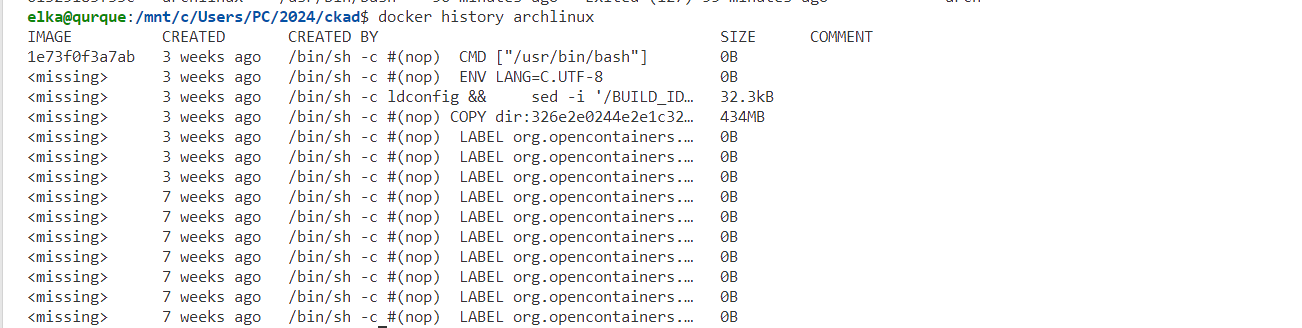 elka@qurque:/mnt/c/Users/PC/2024/ckad$ docker history archlinux
IMAGE CREATED CREATED BY SIZE COMMENT
1e73f0f3a7ab 3 weeks ago /bin/sh -c #(nop) CMD ["/usr/bin/bash"] 0B
<missing> 3 weeks ago /bin/sh -c #(nop) ENV LANG=C.UTF-8 0B
<missing> 3 weeks ago /bin/sh -c ldconfig && sed -i '/BUILD_ID… 32.3kB
<missing> 3 weeks ago /bin/sh -c #(nop) COPY dir:326e2e0244e2e1c32… 434MB
<missing> 3 weeks ago /bin/sh -c #(nop) LABEL org.opencontainers.… 0B
<missing> 3 weeks ago /bin/sh -c #(nop) LABEL org.opencontainers.… 0B
<missing> 3 weeks ago /bin/sh -c #(nop) LABEL org.opencontainers.… 0B
<missing> 7 weeks ago /bin/sh -c #(nop) LABEL org.opencontainers.… 0B
<missing> 7 weeks ago /bin/sh -c #(nop) LABEL org.opencontainers.… 0B
<missing> 7 weeks ago /bin/sh -c #(nop) LABEL org.opencontainers.… 0B
<missing> 7 weeks ago /bin/sh -c #(nop) LABEL org.opencontainers.… 0B
<missing> 7 weeks ago /bin/sh -c #(nop) LABEL org.opencontainers.… 0B
<missing> 7 weeks ago /bin/sh -c #(nop) LABEL org.opencontainers.… 0B
<missing> 7 weeks ago /bin/sh -c #(nop) LABEL org.opencontainers.… 0B